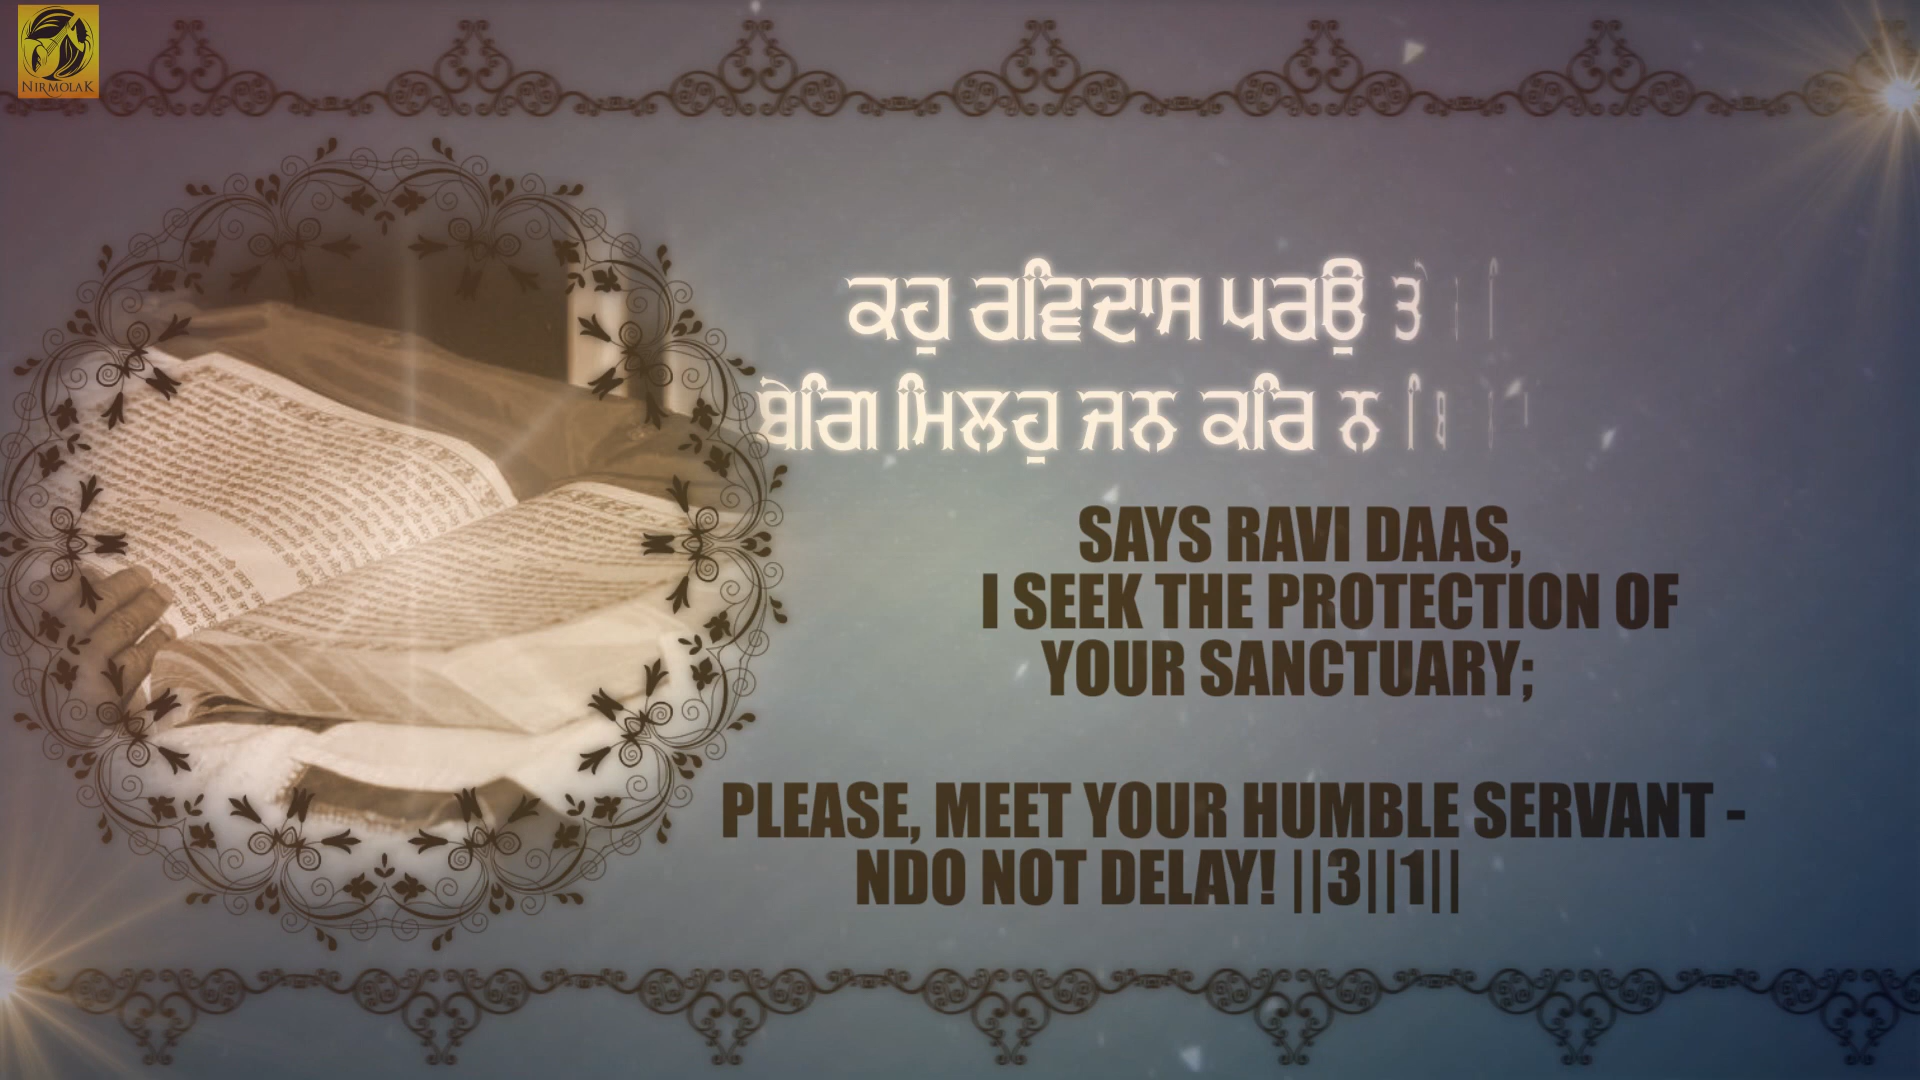 NIRMOLAK
ਕਹੁ ਰਵਿਦਾਸ ਪਰਉ
ਬੇਗਿ ਮਿਲਹੁ ਜਨ ਕਰਿ ਨ
SAYS RAVI DAAS,
I SEEK THE PROTECTION OF
YOUR SANCTUARY;
PLEASE, MEET YOUR HUMBLE SERVANT -
NDO NOT DELAY! ||3||1||